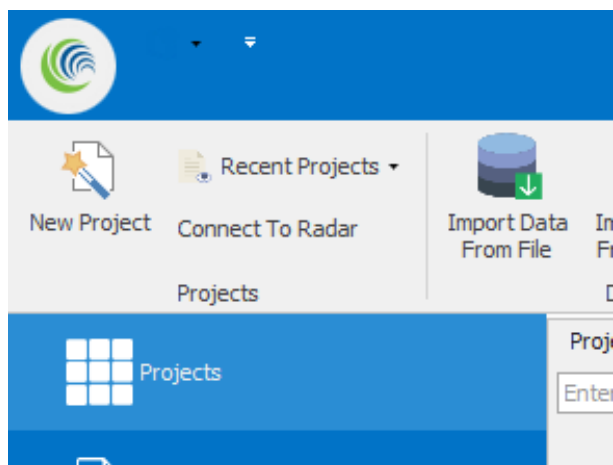 Recent Projects
New Project
Connect To Radar
Import Data
From File
Projects
Projects